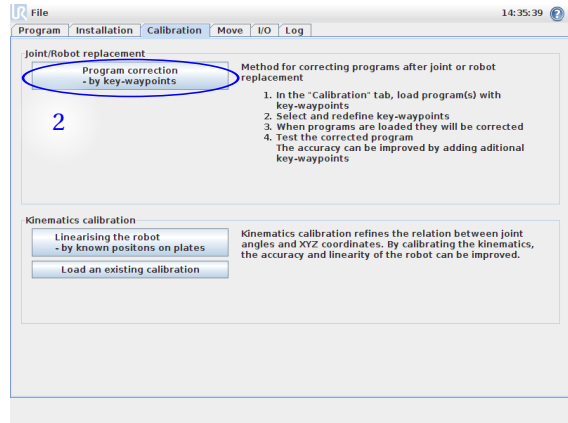 UR File 14:35:39 ?
Program Installation Calibration Move I/O Log
Joint/Robot replacement
Program correction
- by key-waypoints
2
Method for correcting programs after joint or robot
replacement
1. In the "Calibration" tab, load program(s) with
key-waypoints
2. Select and redefine key-waypoints
3. When programs are loaded they will be corrected
4. Test the corrected program
The accuracy can be improved by adding aditional
key-waypoints
Kinematics calibration
Linearising the robot
- by known positons on plates
Load an existing calibration
Kinematics calibration refines the relation between joint
angles and XYZ coordinates. By calibrating the kinematics,
the accuracy and linearity of the robot can be improved.